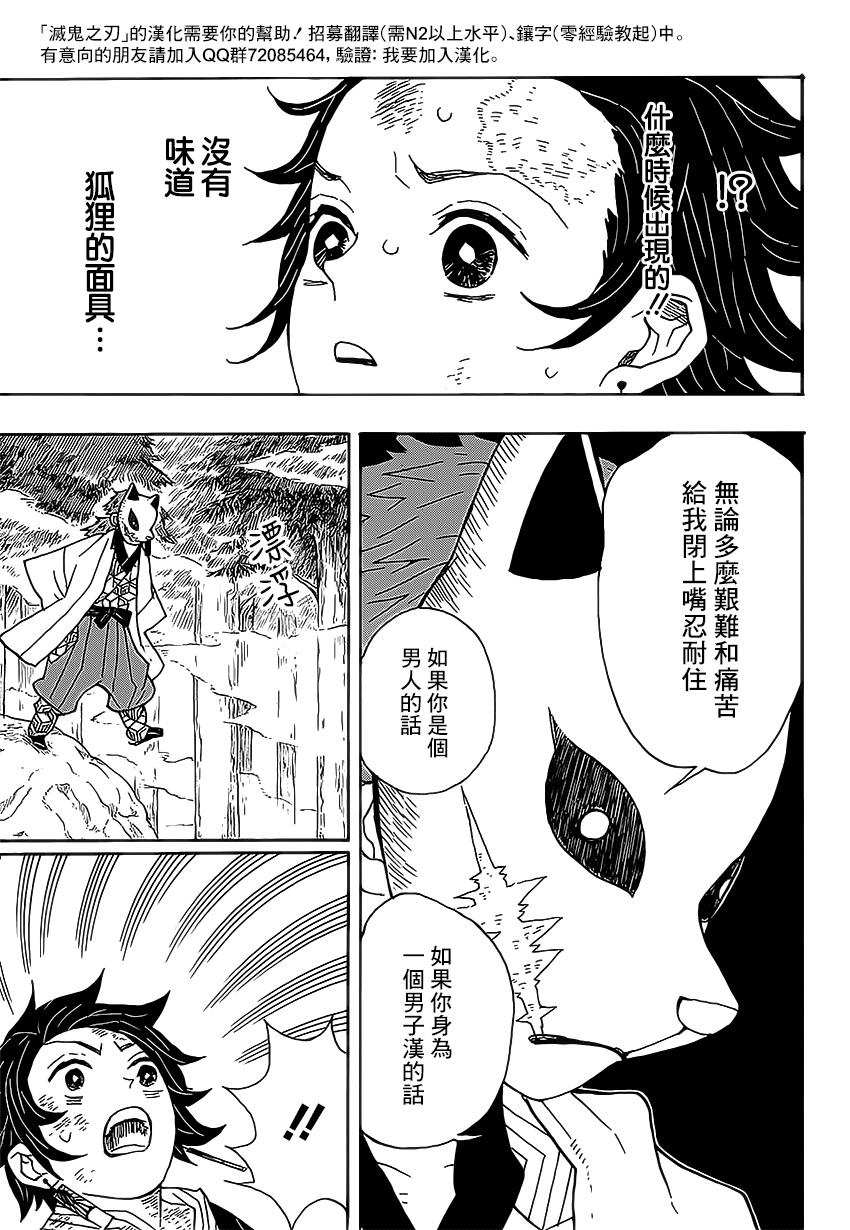 「滅鬼之刃」的漢化需要你的幫助！招募翻譯(需N2以上水平)、鑲字(零經驗教起)中。
有意向的朋友請加入QQ群72085464，驗證：我要加入漢化。
!?
什麼時候出現的!!
沒有
味道
狐狸的面具…
無論多麼艱難和痛苦
給我閉上嘴忍耐住
如果你是個
男人的話
如果你身為
一個男子漢的話
漂浮
!!